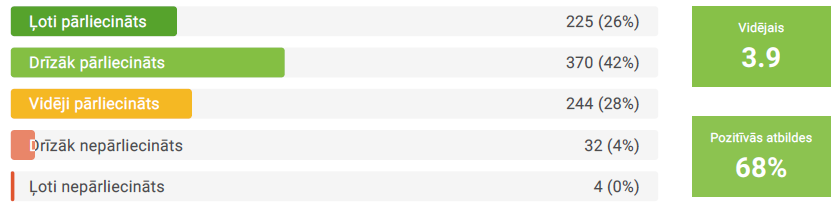 Ļoti pārliecināts 225 (26%)
Drīzāk pārliecināts 370 (42%)
Vidēji pārliecināts 244 (28%)
Drīzāk nepārliecināts 32 (4%)
Ļoti nepārliecināts 4 (0%)
Vidējais
3.9
Pozitīvās atbildes
68%